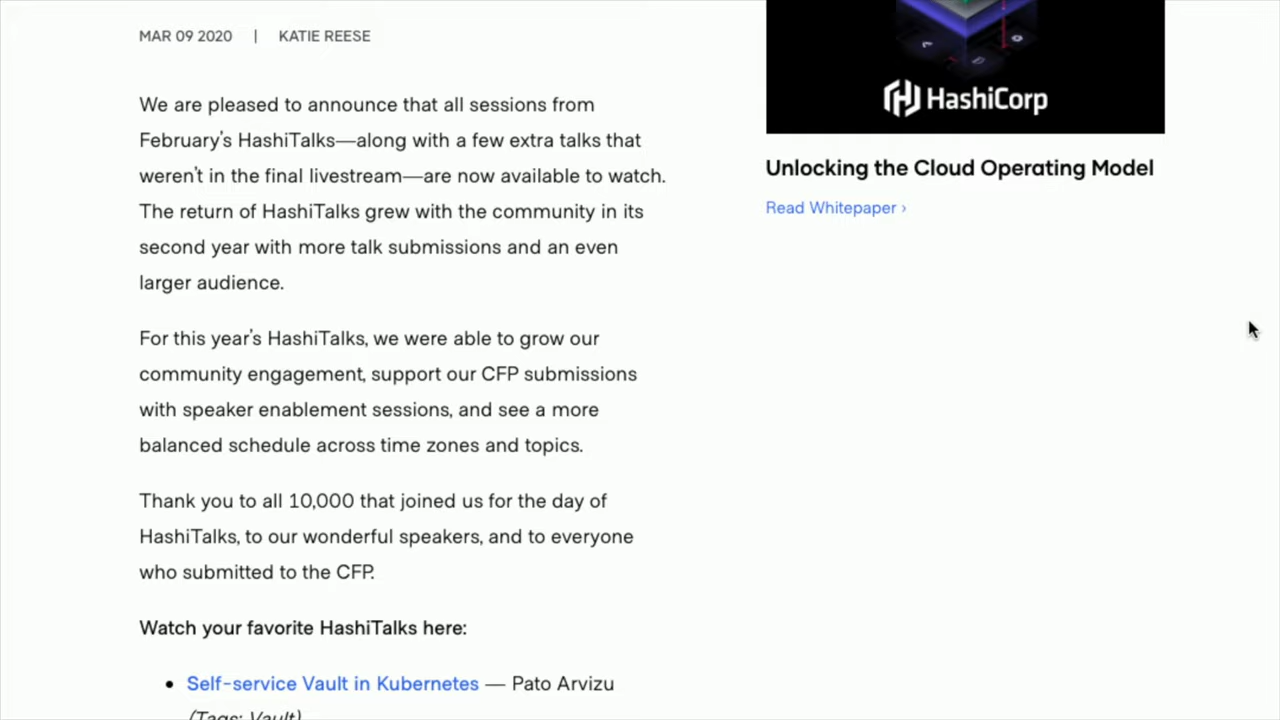 MAR 09 2020 | KATIE REESE
We are pleased to announce that all sessions from
February's HashiTalks—along with a few extra talks that
weren't in the final livestream—are now available to watch.
The return of HashiTalks grew with the community in its
second year with more talk submissions and an even
larger audience.
For this year's HashiTalks, we were able to grow our
community engagement, support our CFP submissions
with speaker enablement sessions, and see a more
balanced schedule across time zones and topics.
Thank you to all 10,000 that joined us for the day of
HashiTalks, to our wonderful speakers, and to everyone
who submitted to the CFP.
Watch your favorite HashiTalks here:
• Self-service Vault in Kubernetes — Pato Arvizu
(Tags: Vault)
HashiCorp
Unlocking the Cloud Operating Model
Read Whitepaper ›